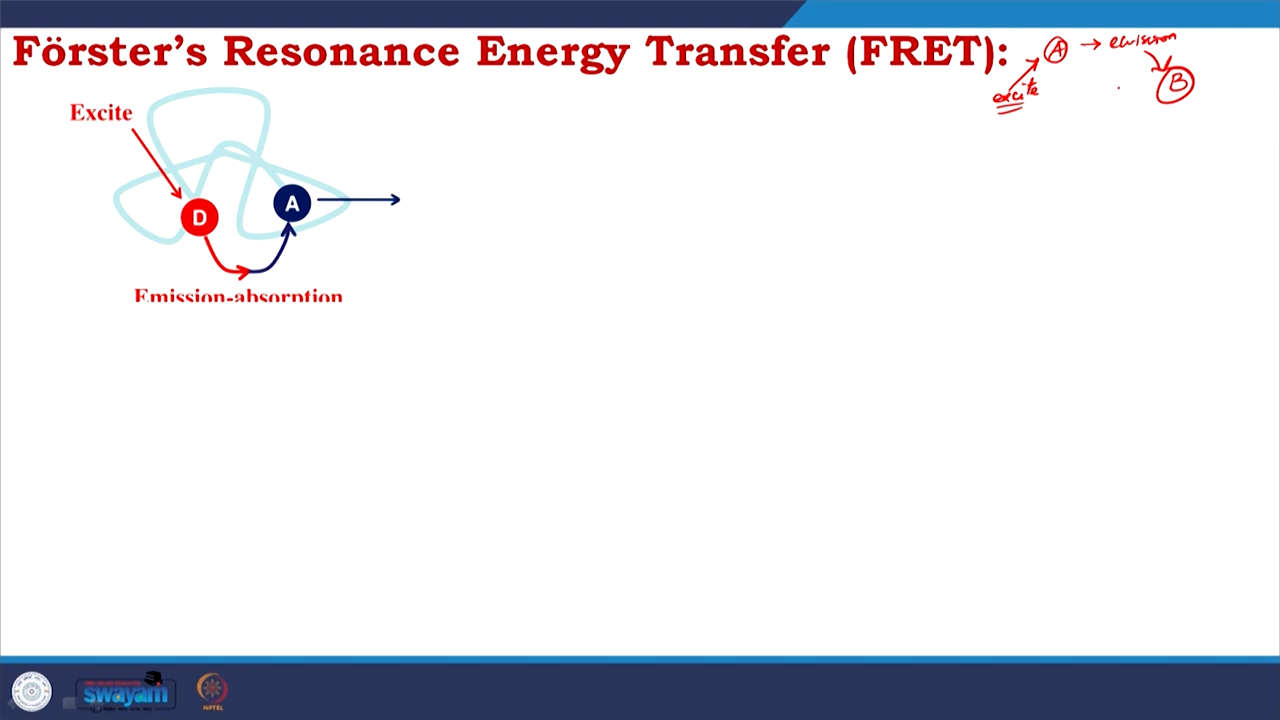 Förster’s Resonance Energy Transfer (FRET):
excite
A → emission
B
Excite
D
A
Emission-absorption
swayam
NPTEL